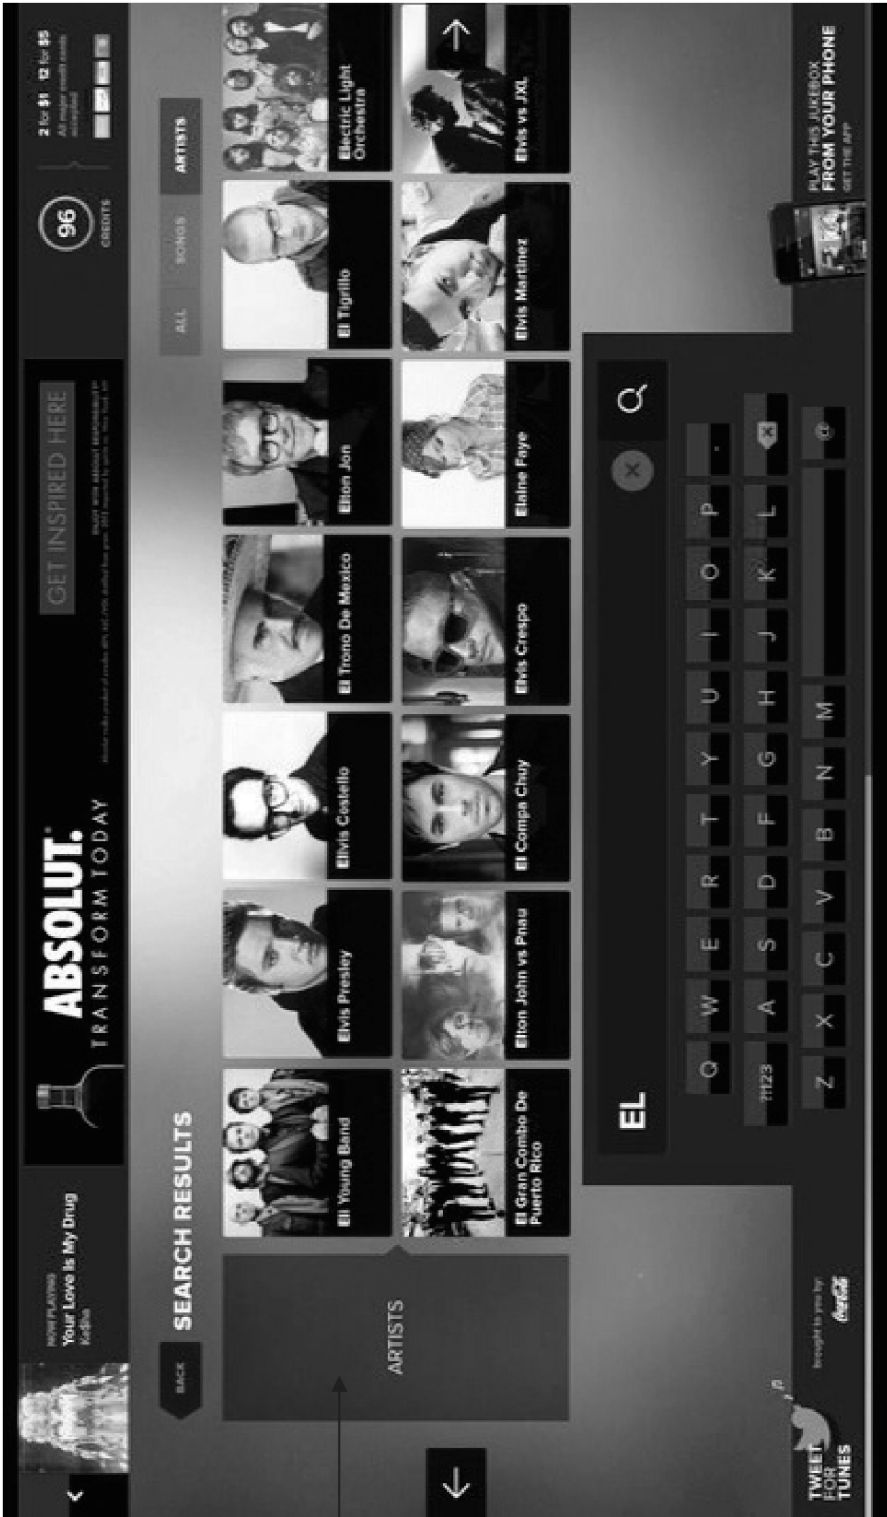 NOW PLAYING
Your Love Is My Drug
Ke$ha
ABSOLUT.
TRANSFORM TODAY
GET INSPIRED HERE
96
CREDITS
2 for $1 12 for $5
All major credit cards
accepted
BACK
SEARCH RESULTS
ALL
SONGS
ARTISTS
ARTISTS
Eli Young Band
Elvis Presley
Elvis Costello
El Trono De Mexico
Elton Jon
El Tigrillo
Electric Light
Orchestra
El Gran Combo De
Puerto Rico
Elton John vs Pnau
El Compa Chuy
Elvis Crespo
Elaine Faye
Elvis Martinez
Elvis vs JXL
EL
Q W E R T Y U I O P
?!123 A S D F G H J K L
Z X C V B N M @
TWEET
FOR
TUNES
brought to you by:
Coca-Cola
PLAY THIS JUKEBOX
FROM YOUR PHONE
GET THE APP